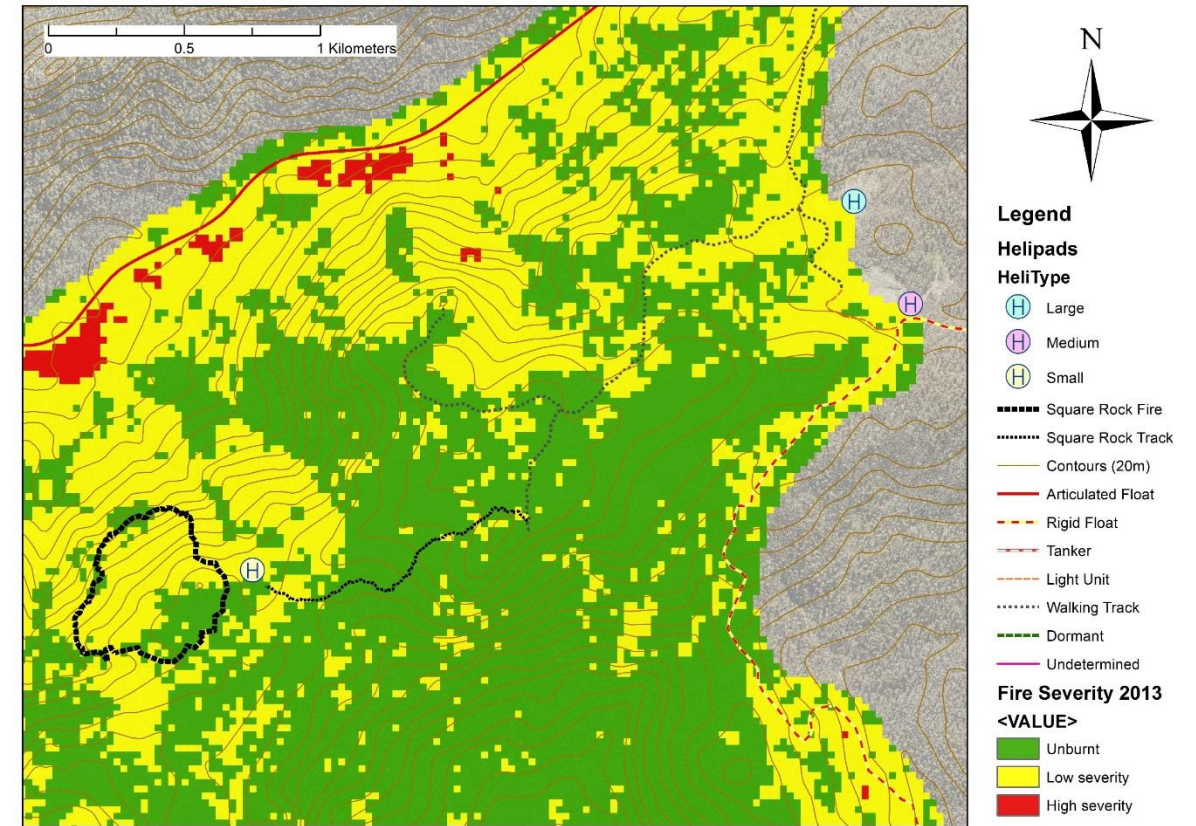 0 0.5 1 Kilometers
N
H
H
H
Legend
Helipads
HeliType
H Large
H Medium
H Small
Square Rock Fire
Square Rock Track
Contours (20m)
Articulated Float
Rigid Float
Tanker
Light Unit
Walking Track
Dormant
Undetermined
Fire Severity 2013
<VALUE>
Unburnt
Low severity
High severity